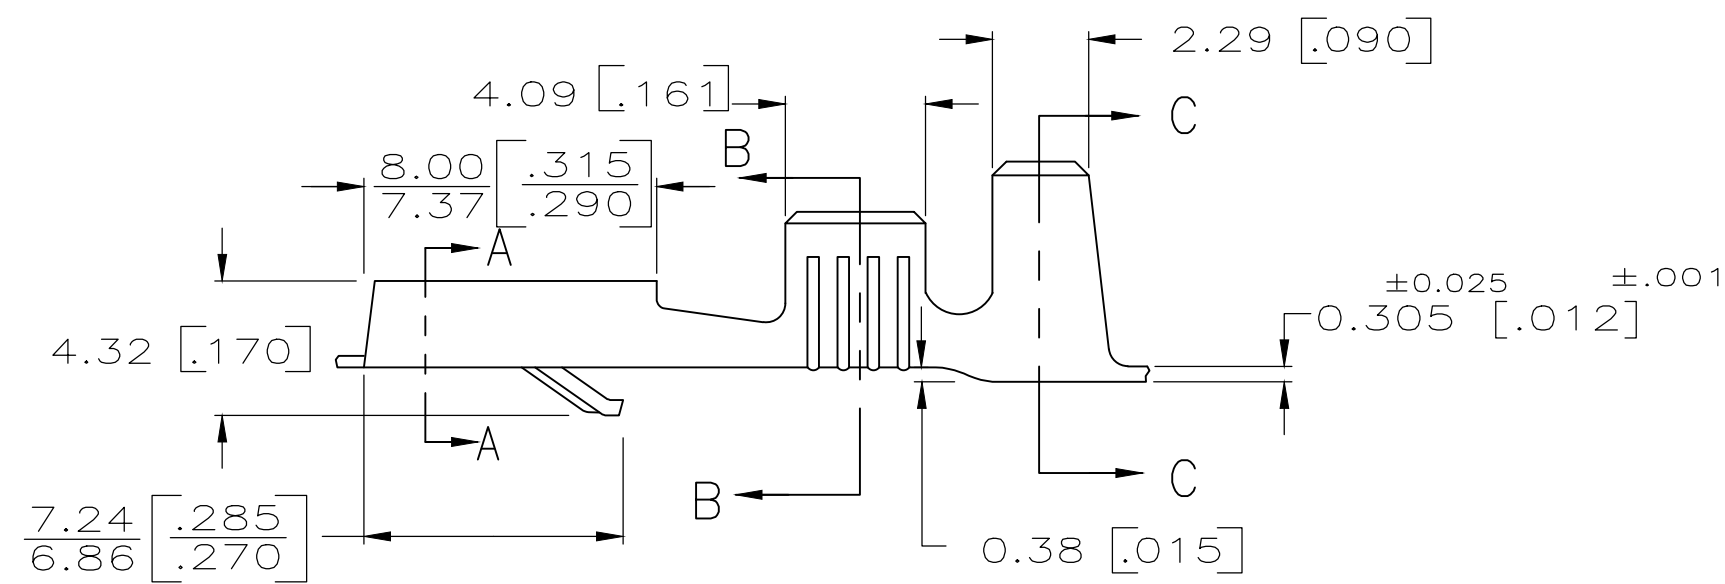 2.29 [.090]
4.09 [.161]
C
B
8.00 [.315
7.37 .290]
A
±0.025 ±.001
0.305 [.012]
4.32 [.170]
A
C
B
7.24 [.285
6.86 .270]
0.38 [.015]